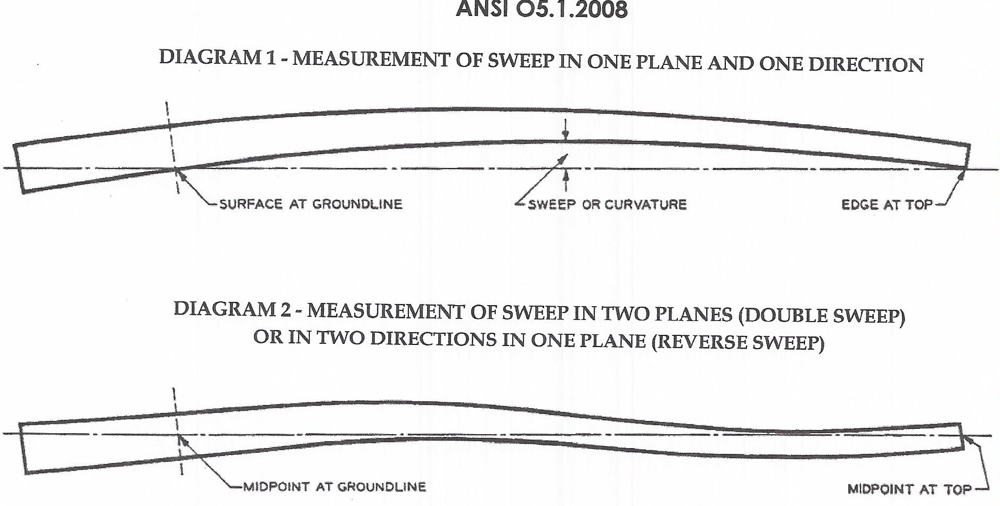 ANSI O5.1.2008
DIAGRAM 1 - MEASUREMENT OF SWEEP IN ONE PLANE AND ONE DIRECTION
SURFACE AT GROUNDLINE
SWEEP OR CURVATURE
EDGE AT TOP
DIAGRAM 2 - MEASUREMENT OF SWEEP IN TWO PLANES (DOUBLE SWEEP)
OR IN TWO DIRECTIONS IN ONE PLANE (REVERSE SWEEP)
MIDPOINT AT GROUNDLINE
MIDPOINT AT TOP